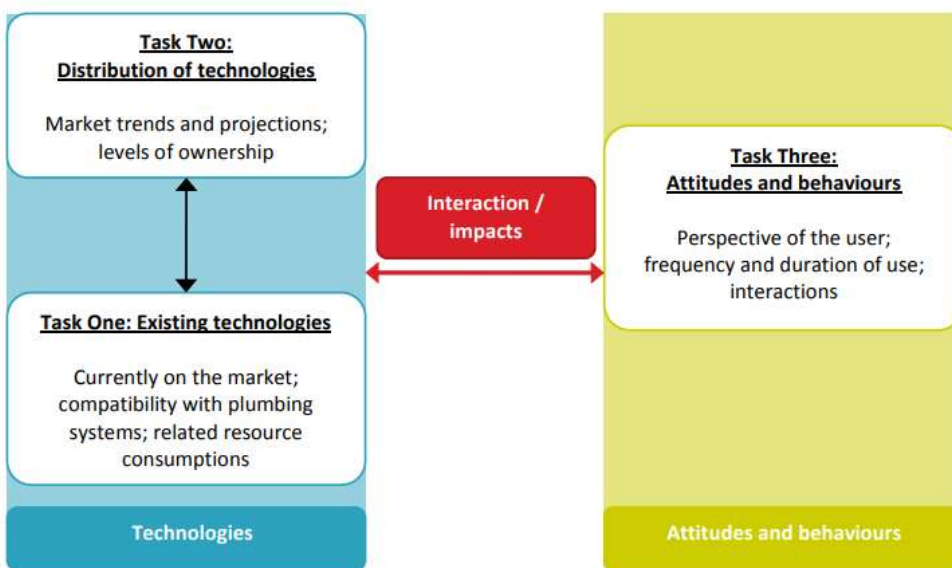 Task Two:
Distribution of technologies
Market trends and projections;
levels of ownership
Task One: Existing technologies
Currently on the market;
compatibility with plumbing
systems; related resource
consumptions
Technologies
Interaction /
impacts
Task Three:
Attitudes and behaviours
Perspective of the user;
frequency and duration of use;
interactions
Attitudes and behaviours